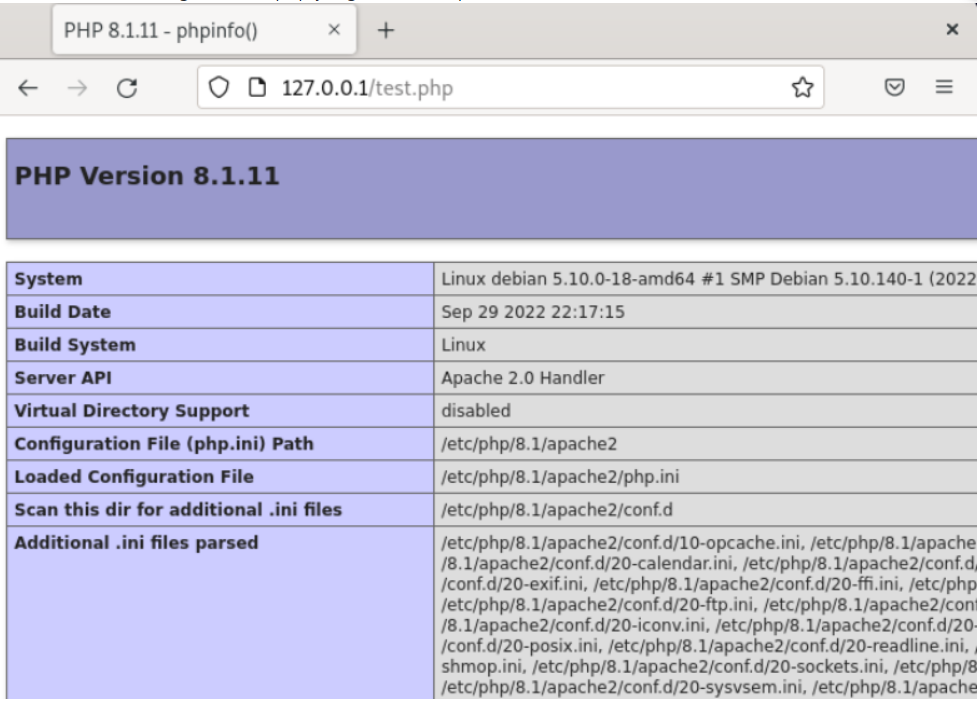 PHP 8.1.11 - phpinfo()
127.0.0.1/test.php
PHP Version 8.1.11
System Linux debian 5.10.0-18-amd64 #1 SMP Debian 5.10.140-1 (2022
Build Date Sep 29 2022 22:17:15
Build System Linux
Server API Apache 2.0 Handler
Virtual Directory Support disabled
Configuration File (php.ini) Path /etc/php/8.1/apache2
Loaded Configuration File /etc/php/8.1/apache2/php.ini
Scan this dir for additional .ini files /etc/php/8.1/apache2/conf.d
Additional .ini files parsed /etc/php/8.1/apache2/conf.d/10-opcache.ini, /etc/php/8.1/apache
/8.1/apache2/conf.d/20-calendar.ini, /etc/php/8.1/apache2/conf.d/
/conf.d/20-exif.ini, /etc/php/8.1/apache2/conf.d/20-ffi.ini, /etc/php
/etc/php/8.1/apache2/conf.d/20-ftp.ini, /etc/php/8.1/apache2/conf
/8.1/apache2/conf.d/20-iconv.ini, /etc/php/8.1/apache2/conf.d/20-
/conf.d/20-posix.ini, /etc/php/8.1/apache2/conf.d/20-readline.ini, /
shmop.ini, /etc/php/8.1/apache2/conf.d/20-sockets.ini, /etc/php/8
/etc/php/8.1/apache2/conf.d/20-sysvsem.ini, /etc/php/8.1/apache